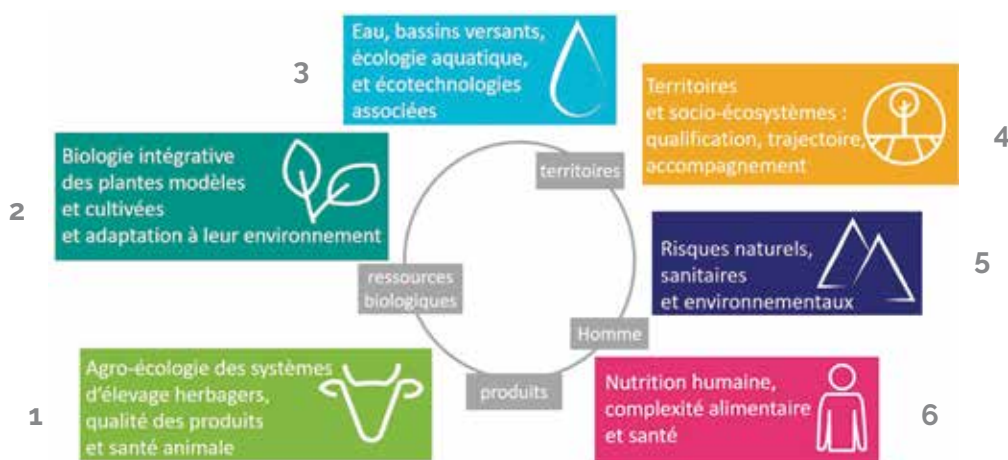 3
Eau, bassins versants,
écologie aquatique,
et écotechnologies
associées
Territoires
et socio-écosystèmes :
qualification, trajectoire,
accompagnement
4
2
Biologie intégrative
des plantes modèles
et cultivées
et adaptation à leur environnement
territoires
ressources
biologiques
Homme
produits
Risques naturels,
sanitaires
et environnementaux
5
1
Agro-écologie des systèmes
d'élevage herbagers,
qualité des produits
et santé animale
Nutrition humaine,
complexité alimentaire
et santé
6